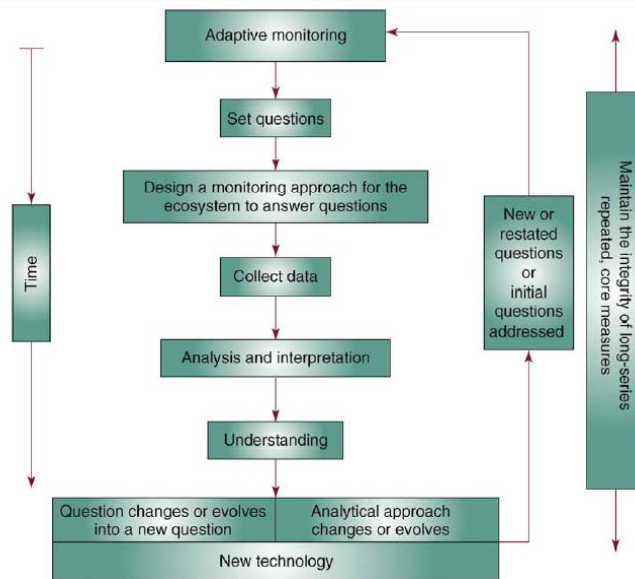 Adaptive monitoring
Set questions
Design a monitoring approach for the
ecosystem to answer questions
Collect data
Analysis and interpretation
Understanding
Question changes or evolves
into a new question
Analytical approach
changes or evolves
New technology
Time
New or
restated
questions
or
initial
questions
addressed
Maintain the integrity of long-series
repeated, core measures